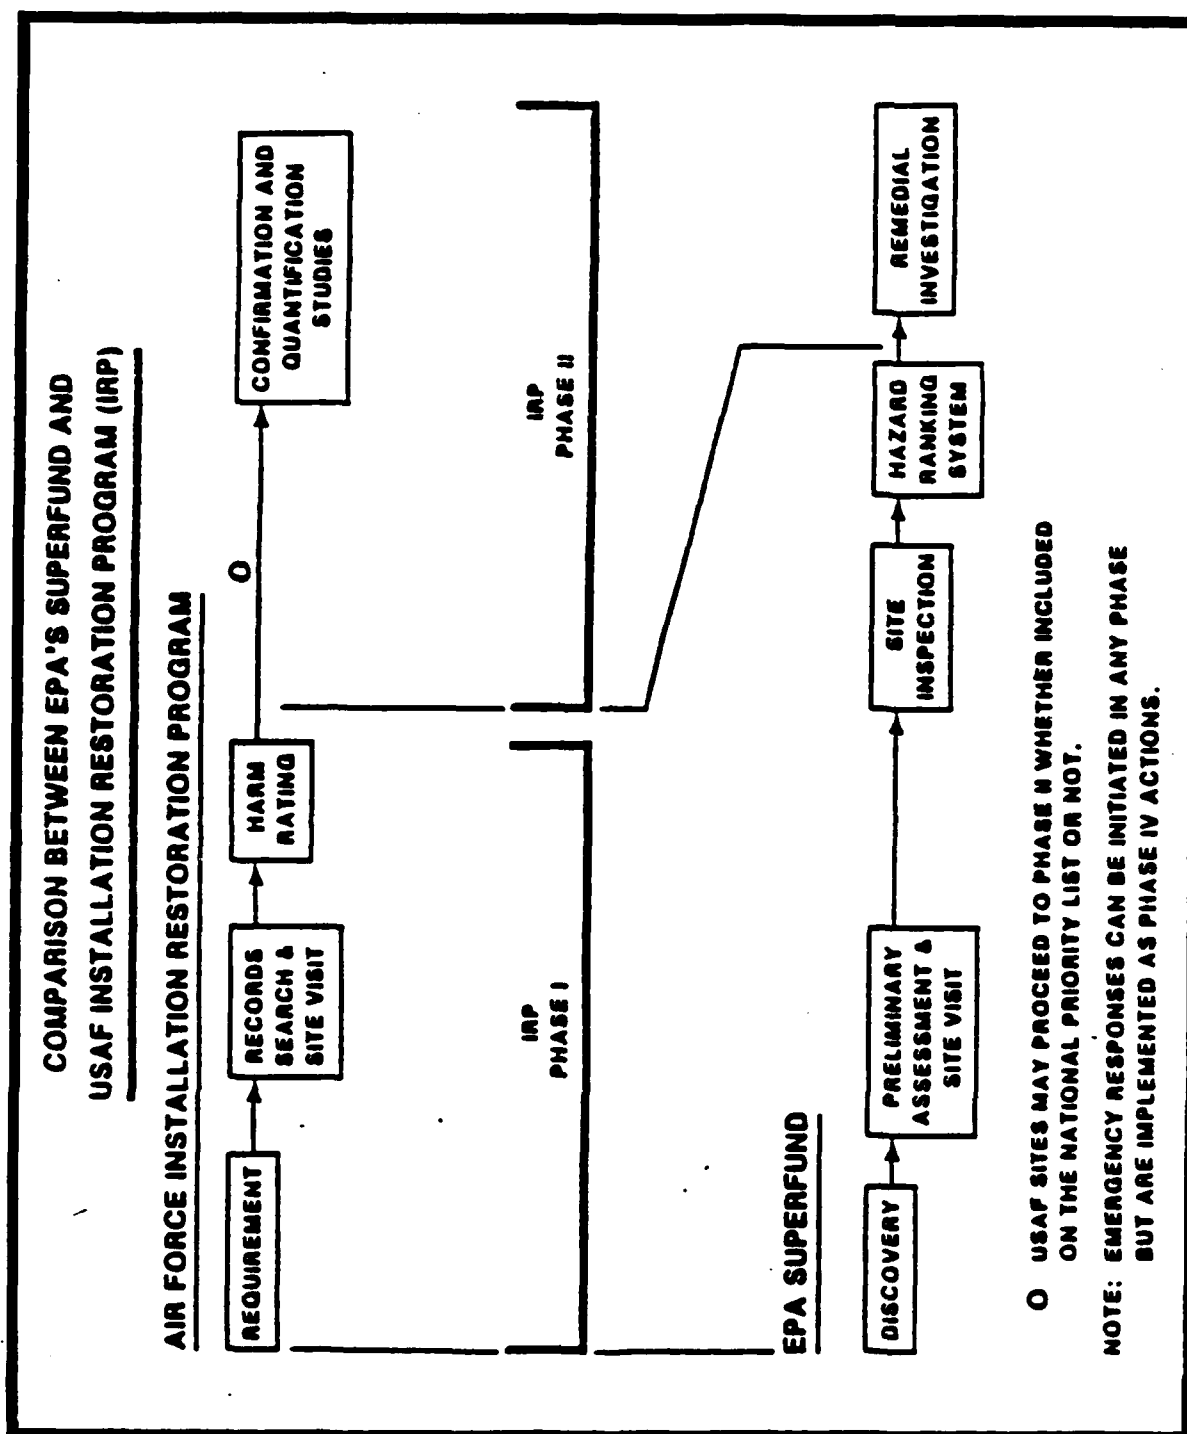 COMPARISON BETWEEN EPA'S SUPERFUND AND
USAF INSTALLATION RESTORATION PROGRAM (IRP)
AIR FORCE INSTALLATION RESTORATION PROGRAM
REQUIREMENT
RECORDS
SEARCH &
SITE VISIT
HARM
RATING
O
CONFIRMATION AND
QUANTIFICATION
STUDIES
IRP
PHASE I
IRP
PHASE II
EPA SUPERFUND
DISCOVERY
PRELIMINARY
ASSESSMENT &
SITE VISIT
SITE
INSPECTION
HAZARD
RANKING
SYSTEM
REMEDIAL
INVESTIGATION
O USAF SITES MAY PROCEED TO PHASE II WHETHER INCLUDED
ON THE NATIONAL PRIORITY LIST OR NOT.
NOTE: EMERGENCY RESPONSES CAN BE INITIATED IN ANY PHASE
BUT ARE IMPLEMENTED AS PHASE IV ACTIONS.